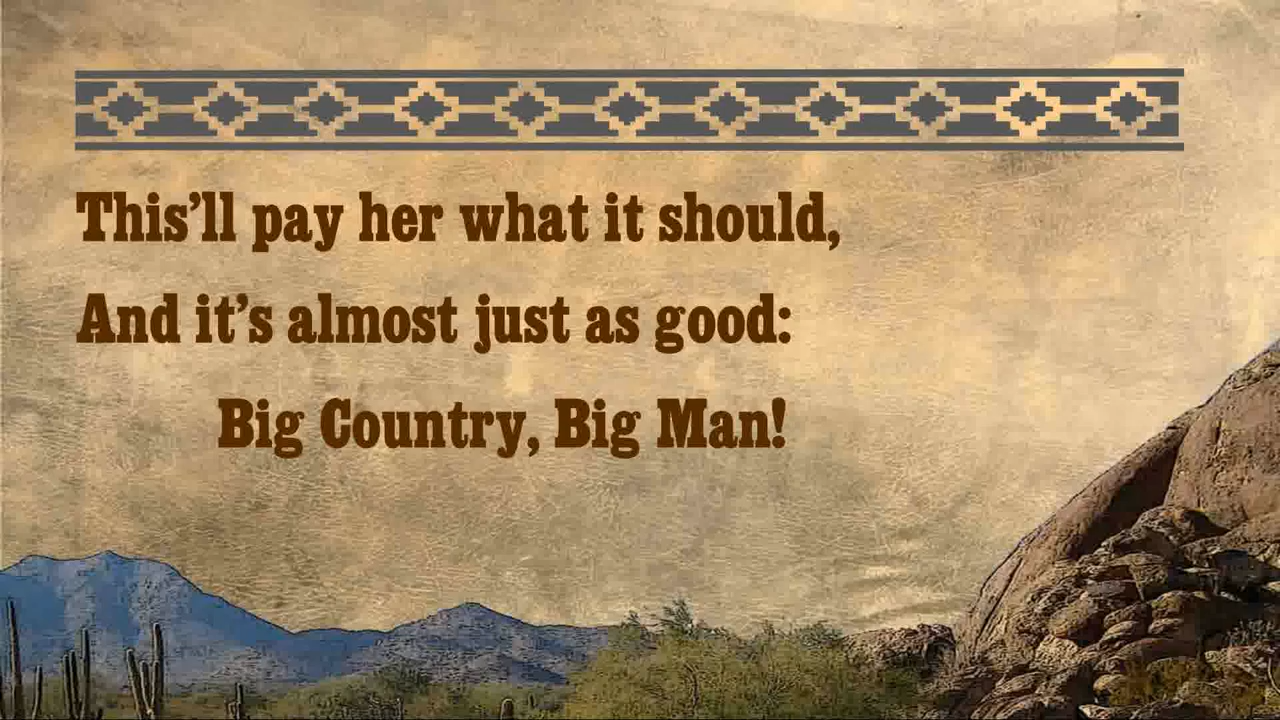 This’ll pay her what it should,
And it’s almost just as good:
Big Country, Big Man!